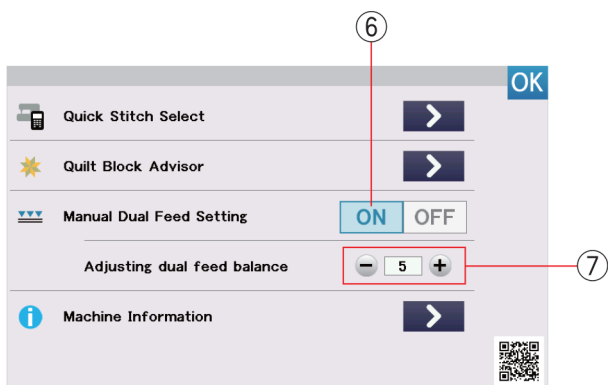 ⑥
OK
Quick Stitch Select
Quilt Block Advisor
Manual Dual Feed Setting ON OFF
Adjusting dual feed balance − 5 + ⑦
Machine Information